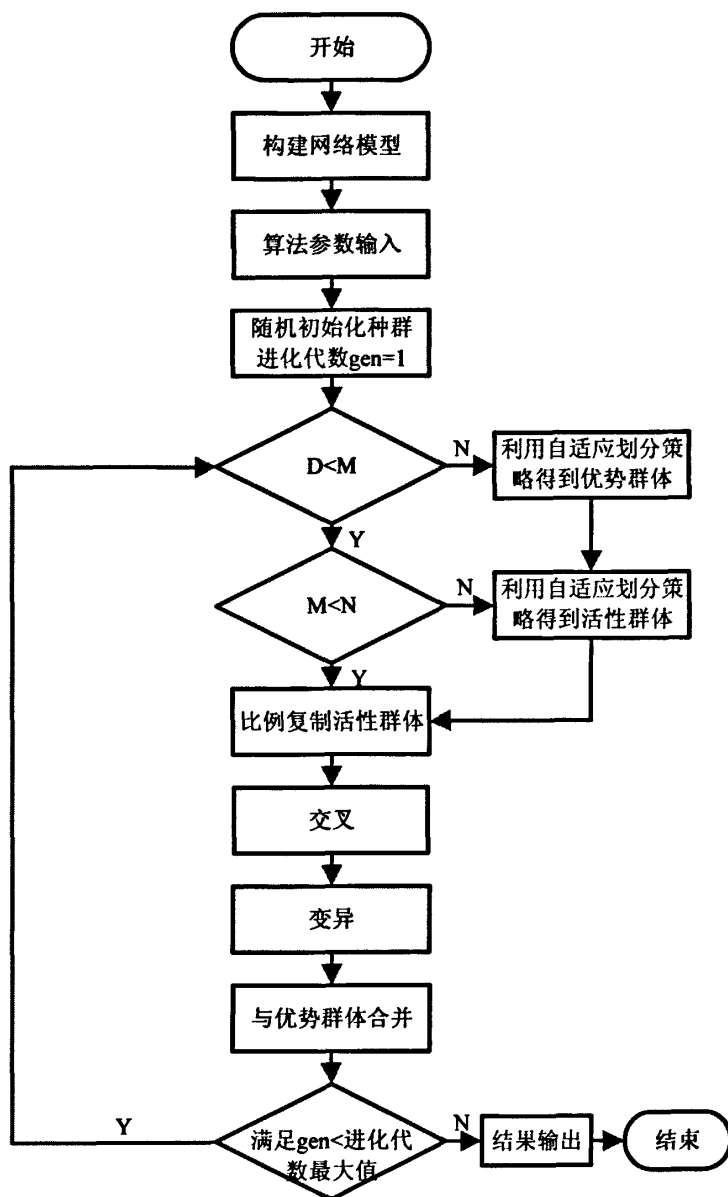 开始
构建网络模型
算法参数输入
随机初始化种群
进化代数gen=1
D<M
N
利用自适应划分策
略得到优势群体
Y
M<N
N
利用自适应划分策
略得到活性群体
Y
比例复制活性群体
交叉
变异
与优势群体合并
Y
满足gen<进化代
数最大值
N
结果输出
结束